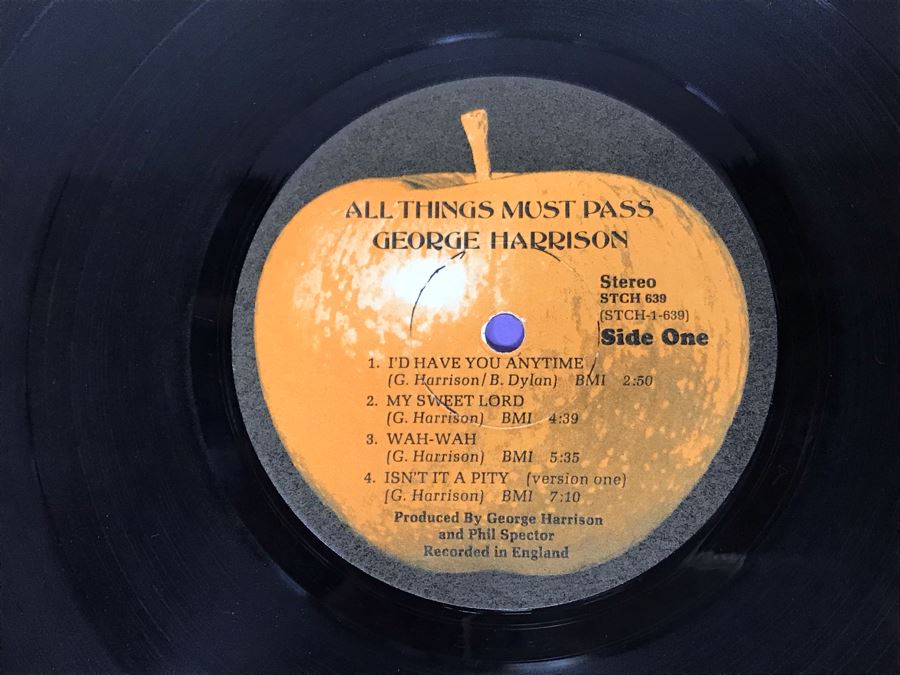 ALL THINGS MUST PASS
GEORGE HARRISON
Stereo
STCH 639
(STCH-1-639)
Side One
1. I'D HAVE YOU ANYTIME
(G. Harrison/B. Dylan) BMI 2:50
2. MY SWEET LORD
(G. Harrison) BMI 4:39
3. WAH-WAH
(G. Harrison) BMI 5:35
4. ISN'T IT A PITY (version one)
(G. Harrison) BMI 7:10
Produced By George Harrison
and Phil Spector
Recorded in England